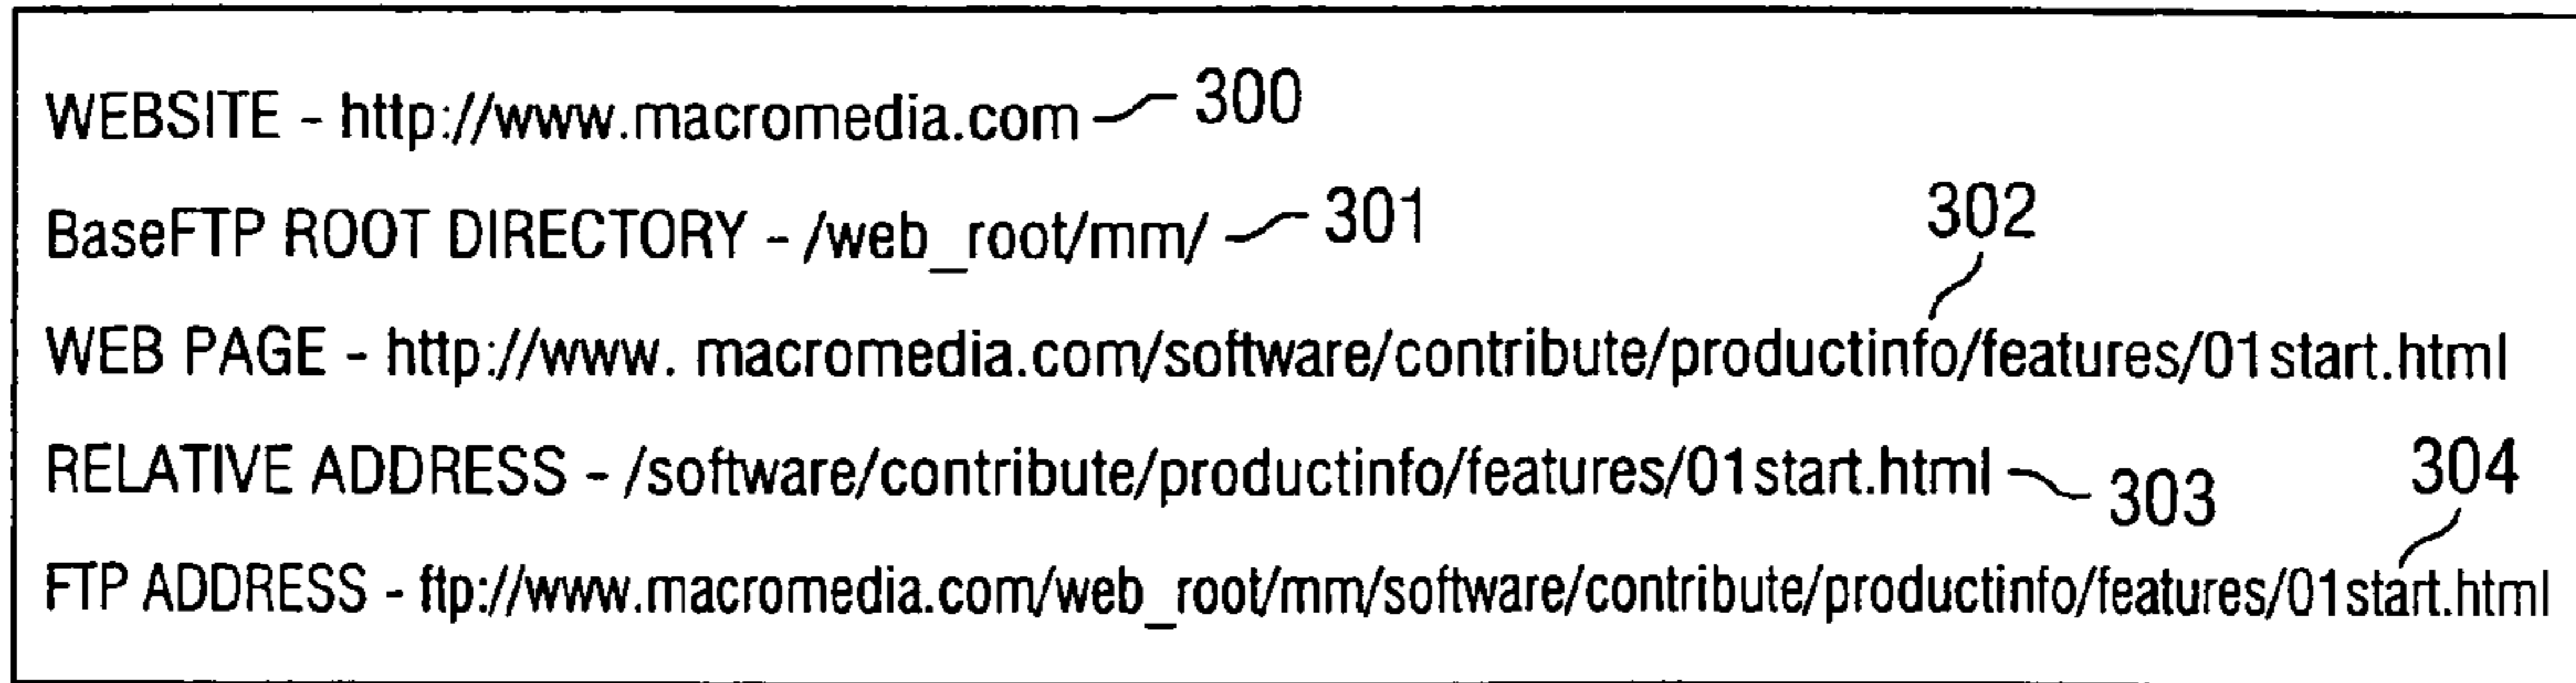 WEBSITE - http://www.macromedia.com 300
BaseFTP ROOT DIRECTORY - /web_root/mm/ 301
302
WEB PAGE - http://www. macromedia.com/software/contribute/productinfo/features/01start.html
RELATIVE ADDRESS - /software/contribute/productinfo/features/01start.html 303
304
FTP ADDRESS - ftp://www.macromedia.com/web_root/mm/software/contribute/productinfo/features/01start.html